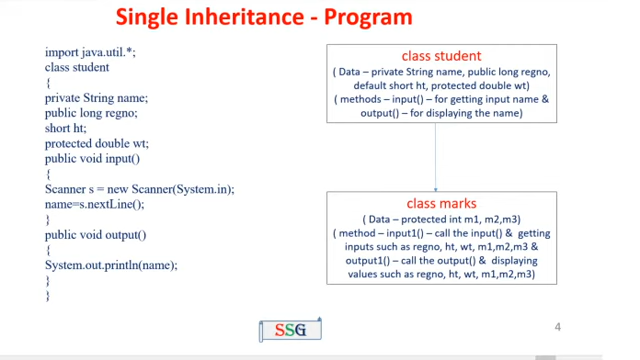 Single Inheritance - Program
import java.util.*;
class student
{
private String name;
public long regno;
short ht;
protected double wt;
public void input()
{
Scanner s = new Scanner(System.in);
name=s.nextLine();
}
public void output()
{
System.out.println(name);
}
}
class student
( Data – private String name, public long regno,
default short ht, protected double wt)
( methods – input() – for getting input name &
output() – for displaying the name)
class marks
( Data – protected int m1, m2,m3)
( method – input1() – call the input() & getting
inputs such as regno, ht, wt, m1,m2,m3 &
output1() – call the output() & displaying
values such as regno, ht, wt, m1,m2,m3)
SSG
4